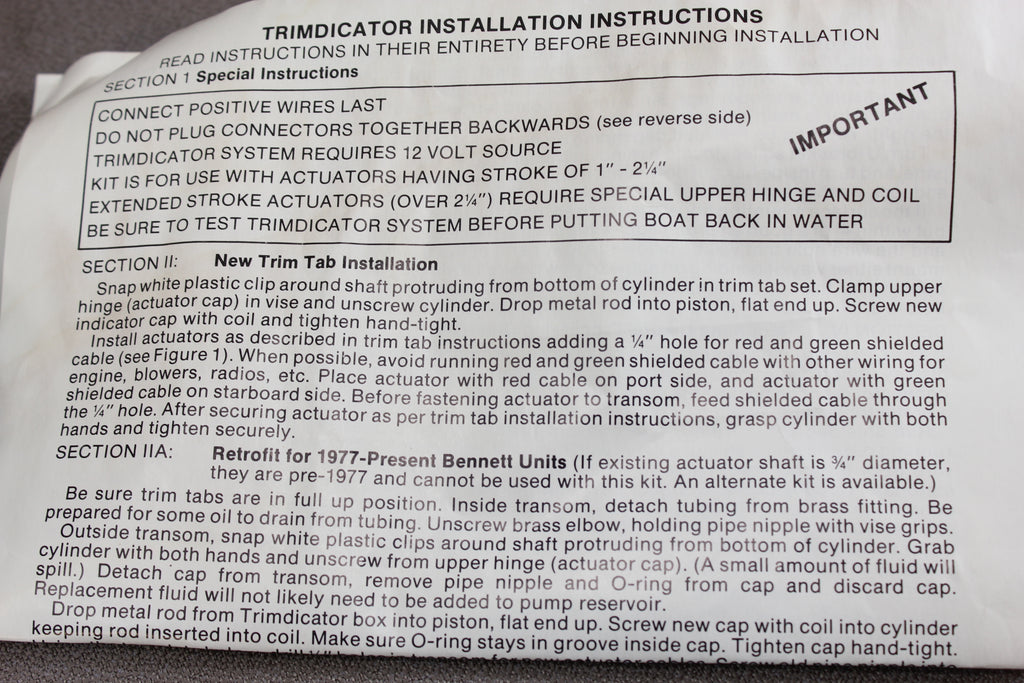 TRIMDICATOR INSTALLATION INSTRUCTIONS
READ INSTRUCTIONS IN THEIR ENTIRETY BEFORE BEGINNING INSTALLATION
SECTION 1 Special Instructions
CONNECT POSITIVE WIRES LAST
DO NOT PLUG CONNECTORS TOGETHER BACKWARDS (see reverse side)
TRIMDICATOR SYSTEM REQUIRES 12 VOLT SOURCE
KIT IS FOR USE WITH ACTUATORS HAVING STROKE OF 1" - 2¼"
EXTENDED STROKE ACTUATORS (OVER 2¼") REQUIRE SPECIAL UPPER HINGE AND COIL
BE SURE TO TEST TRIMDICATOR SYSTEM BEFORE PUTTING BOAT BACK IN WATER
IMPORTANT
SECTION II: New Trim Tab Installation
Snap white plastic clip around shaft protruding from bottom of cylinder in trim tab set. Clamp upper
hinge (actuator cap) in vise and unscrew cylinder. Drop metal rod into piston, flat end up. Screw new
indicator cap with coil and tighten hand-tight.
Install actuators as described in trim tab instructions adding a ¼" hole for red and green shielded
cable (see Figure 1). When possible, avoid running red and green shielded cable with other wiring for
engine, blowers, radios, etc. Place actuator with red cable on port side, and actuator with green
shielded cable on starboard side. Before fastening actuator to transom, feed shielded cable through
the ¼" hole. After securing actuator as per trim tab installation instructions, grasp cylinder with both
hands and tighten securely.
SECTION IIA: Retrofit for 1977-Present Bennett Units (If existing actuator shaft is ¾" diameter,
they are pre-1977 and cannot be used with this kit. An alternate kit is available.)
Be sure trim tabs are in full up position. Inside transom, detach tubing from brass fitting. Be
prepared for some oil to drain from tubing. Unscrew brass elbow, holding pipe nipple with vise grips.
Outside transom, snap white plastic clips around shaft protruding from bottom of cylinder. Grab
cylinder with both hands and unscrew from upper hinge (actuator cap). (A small amount of fluid will
spill.) Detach cap from transom, remove pipe nipple and O-ring from cap and discard cap.
Replacement fluid will not likely need to be added to pump reservoir.
Drop metal rod from Trimdicator box into piston, flat end up. Screw new cap with coil into cylinder
keeping rod inserted into coil. Make sure O-ring stays in groove inside cap. Tighten cap hand-tight.